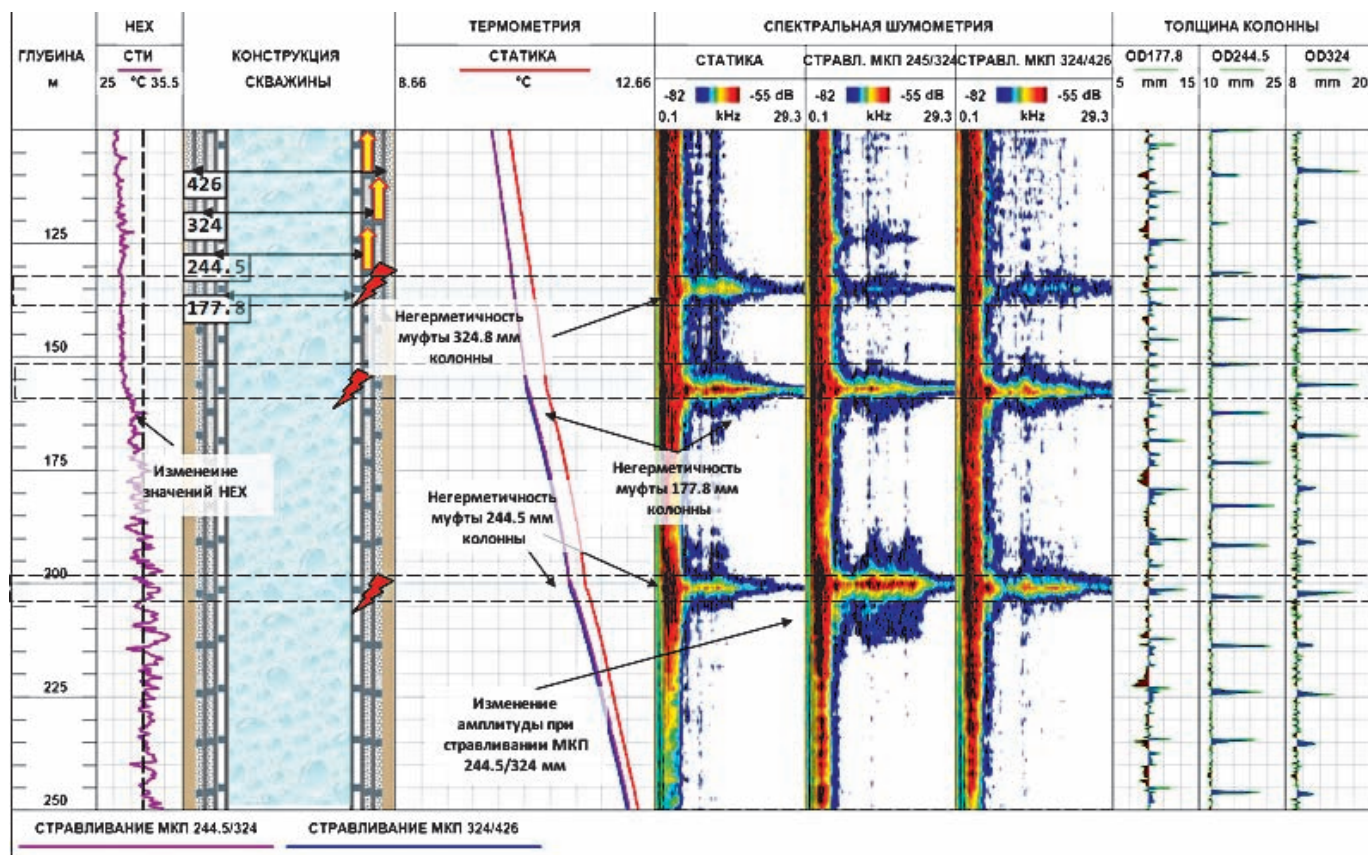 НЕХ
ТЕРМОМЕТРИЯ
СПЕКТРАЛЬНАЯ ШУМОМЕТРИЯ
ТОЛЩИНА КОЛОННЫ
ГЛУБИНА
м
СТИ
25 °C 35.5
КОНСТРУКЦИЯ
СКВАЖИНЫ
СТАТИКА
8.66 °C 12.66
СТАТИКА
-82 -55 dB
0.1 kHz 29.3
СТРАВЛ. МКП 245/324
-82 -55 dB
0.1 kHz 29.3
СТРАВЛ. МКП 324/426
-82 -55 dB
0.1 kHz 29.3
OD177.8
5 mm 15
OD244.5
10 mm 25
OD324
8 mm 20
426
324
125
244.5
177.8
Негерметичность
муфты 324.8 мм
колонны
150
175
Изменеине
значений НЕХ
Негерметичность
муфты 177.8 мм
колонны
Негерметичность
муфты 244.5 мм
колонны
200
225
Изменение
амплитуды при
стравливании МКП
244.5/324 мм
250
СТРАВЛИВАНИЕ МКП 244.5/324
СТРАВЛИВАНИЕ МКП 324/426